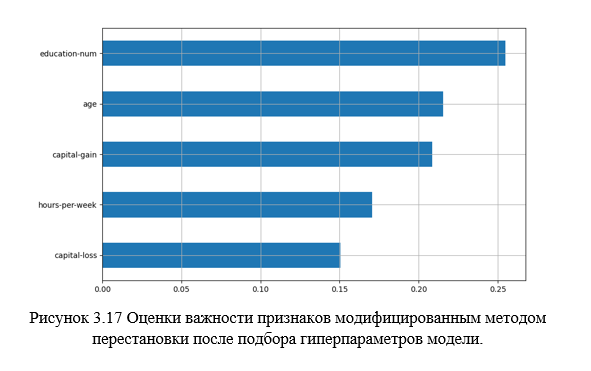 education-num
age
capital-gain
hours-per-week
capital-loss
0.00 0.05 0.10 0.15 0.20 0.25
Рисунок 3.17 Оценки важности признаков модифицированным методом
перестановки после подбора гиперпараметров модели.